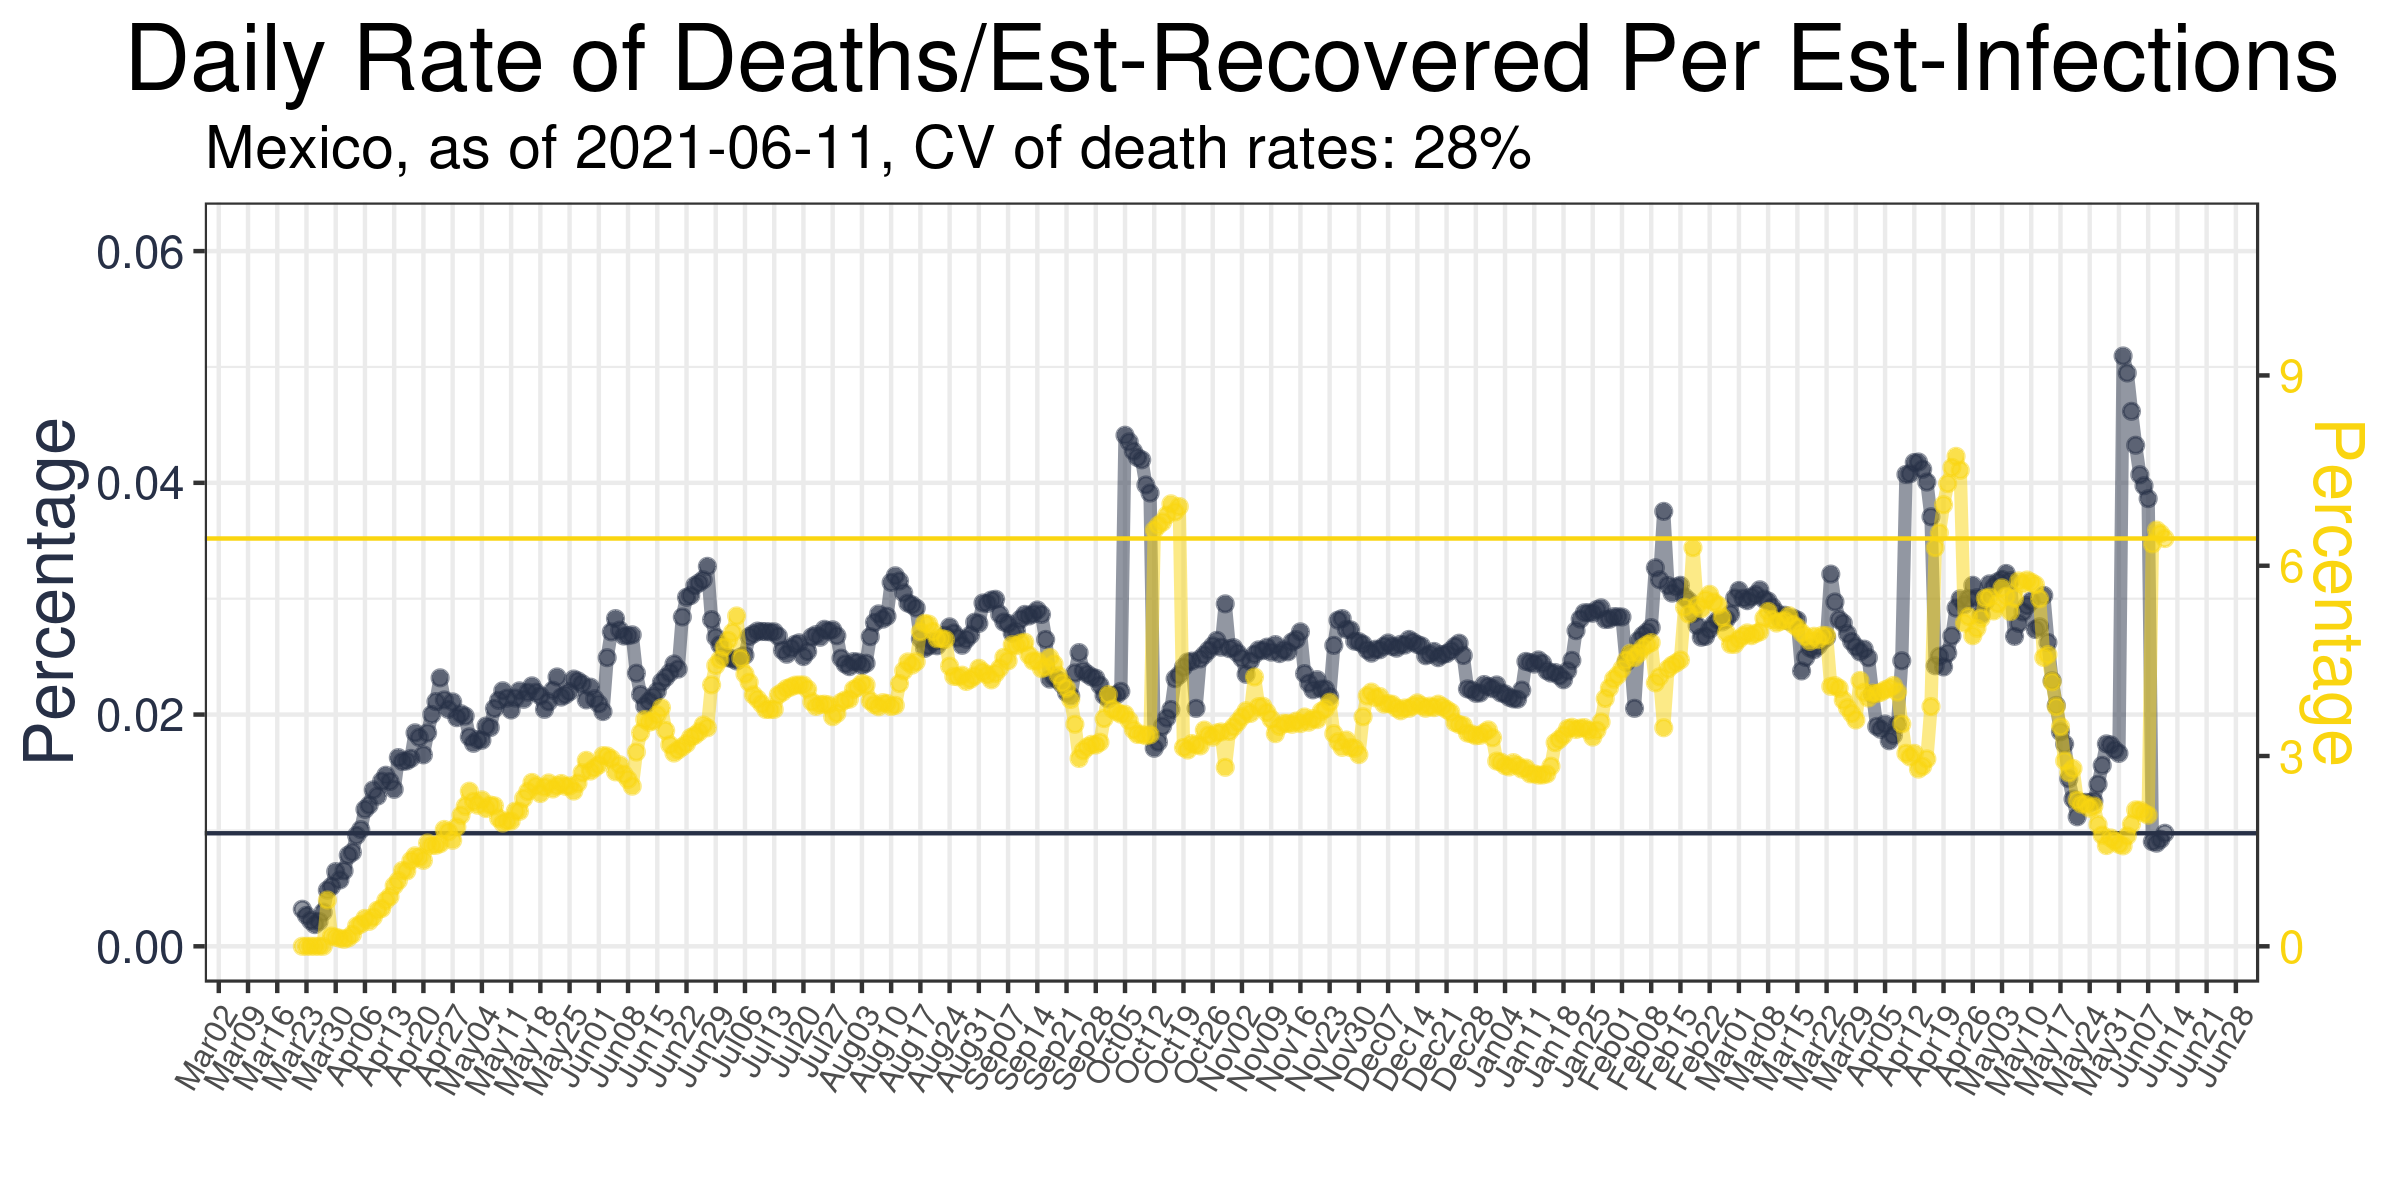 Daily Rate of Deaths/Est-Recovered Per Est-Infections
Mexico, as of 2021-06-11, CV of death rates: 28%
Percentage
0.06
0.04
0.02
0.00
9
6
3
0
Percentage
Mar02
Mar09
Mar16
Mar23
Mar30
Apr06
Apr13
Apr20
Apr27
May04
May11
May18
May25
Jun01
Jun08
Jun15
Jun22
Jun29
Jul06
Jul13
Jul20
Jul27
Aug03
Aug10
Aug17
Aug24
Aug31
Sep07
Sep14
Sep21
Sep28
Oct05
Oct12
Oct19
Oct26
Nov02
Nov09
Nov16
Nov23
Nov30
Dec07
Dec14
Dec21
Dec28
Jan04
Jan11
Jan18
Jan25
Feb01
Feb08
Feb15
Feb22
Mar01
Mar08
Mar15
Mar22
Mar29
Apr05
Apr12
Apr19
Apr26
May03
May10
May17
May24
May31
Jun07
Jun14
Jun21
Jun28